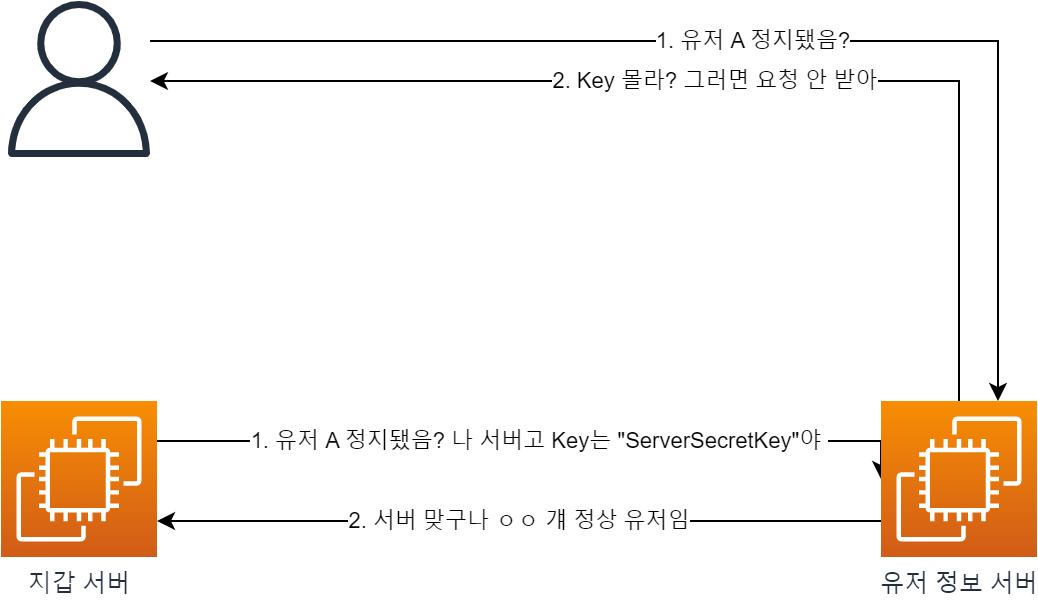 1. 유저 A 정지됐음?
2. Key 몰라? 그러면 요청 안 받아
1. 유저 A 정지됐음? 나 서버고 Key는 "ServerSecretKey"야
2. 서버 맞구나 ㅇㅇ 걔 정상 유저임
지갑 서버
유저 정보 서버